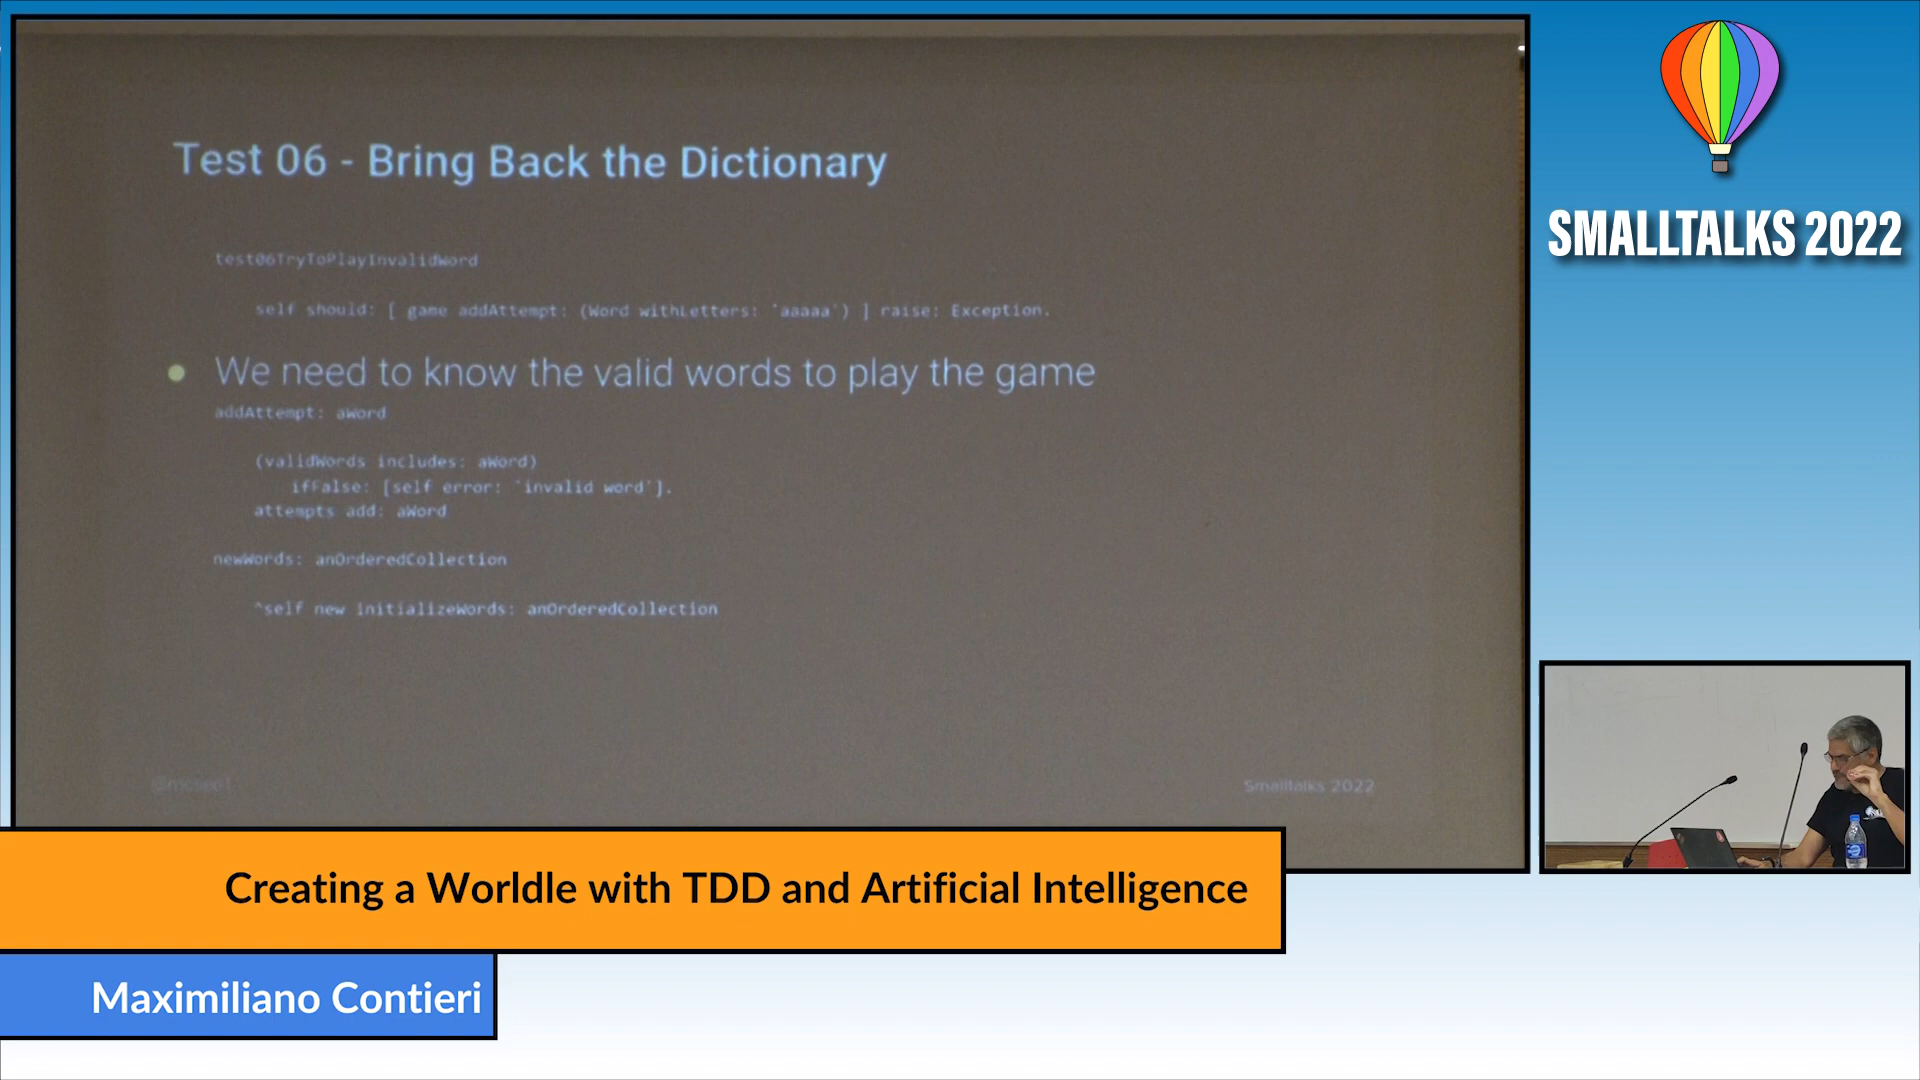 Test 06 - Bring Back the Dictionary
test06TryToPlayInvalidWord
self should: [ game addAttempt: (Word withLetters: 'aaaaa') ] raise: Exception.
● We need to know the valid words to play the game
addAttempt: aWord
(validWords includes: aWord)
ifFalse: [self error: 'invalid word'].
attempts add: aWord
newWords: anOrderedCollection
^self new initializeWords: anOrderedCollection
Smalltalks 2022
SMALLTALKS 2022
Creating a Worldle with TDD and Artificial Intelligence
Maximiliano Contieri